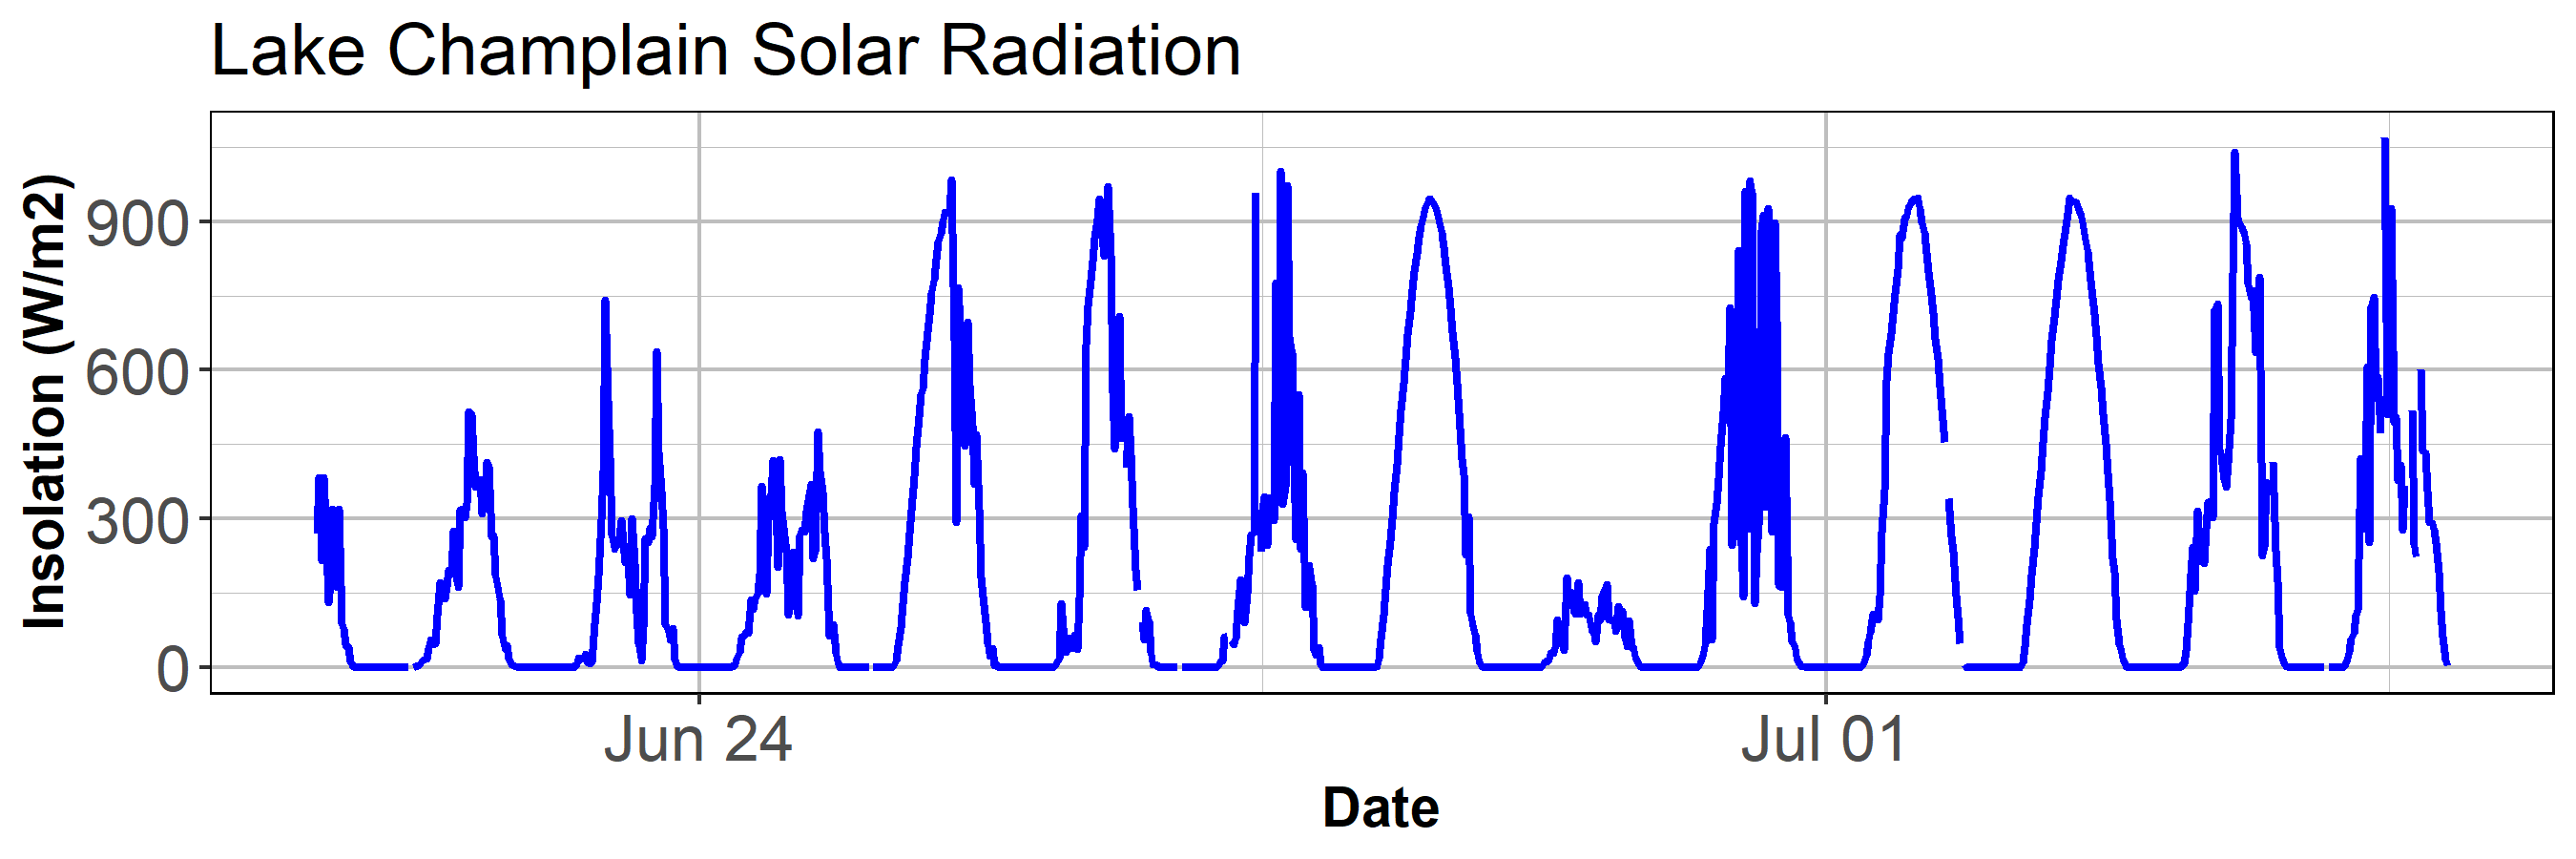 Lake Champlain Solar Radiation
Insolation (W/m2)
900
600
300
0
Jun 24
Jul 01
Date